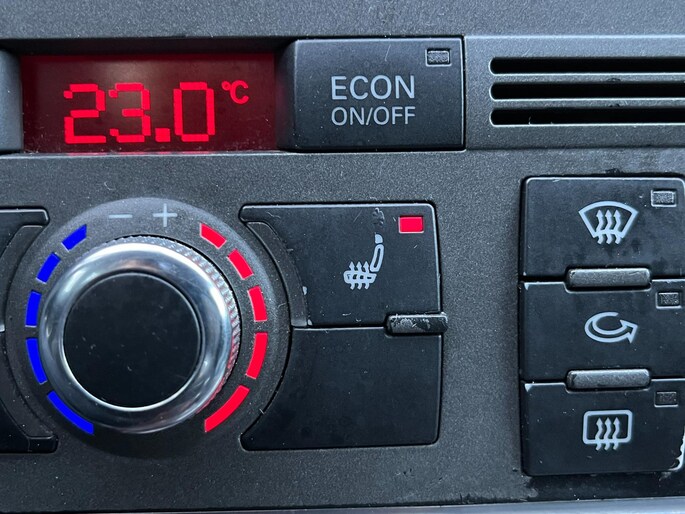 23.0 °C
ECON
ON/OFF
− +